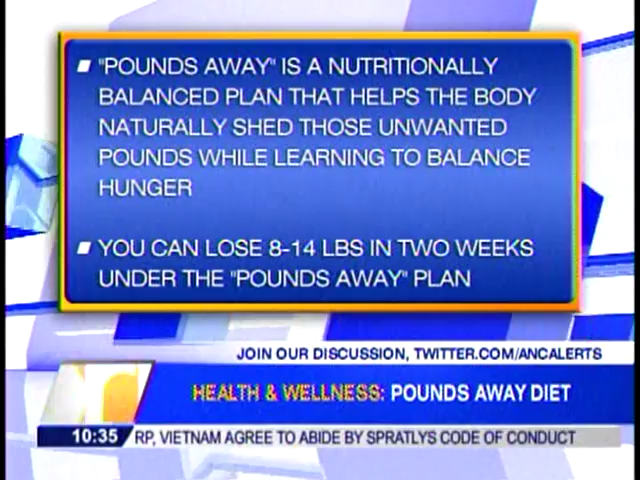 "POUNDS AWAY" IS A NUTRITIONALLY
BALANCED PLAN THAT HELPS THE BODY
NATURALLY SHED THOSE UNWANTED
POUNDS WHILE LEARNING TO BALANCE
HUNGER
YOU CAN LOSE 8-14 LBS IN TWO WEEKS
UNDER THE "POUNDS AWAY" PLAN
JOIN OUR DISCUSSION, TWITTER.COM/ANCALERTS
HEALTH & WELLNESS: POUNDS AWAY DIET
10:35 RP, VIETNAM AGREE TO ABIDE BY SPRATLYS CODE OF CONDUCT